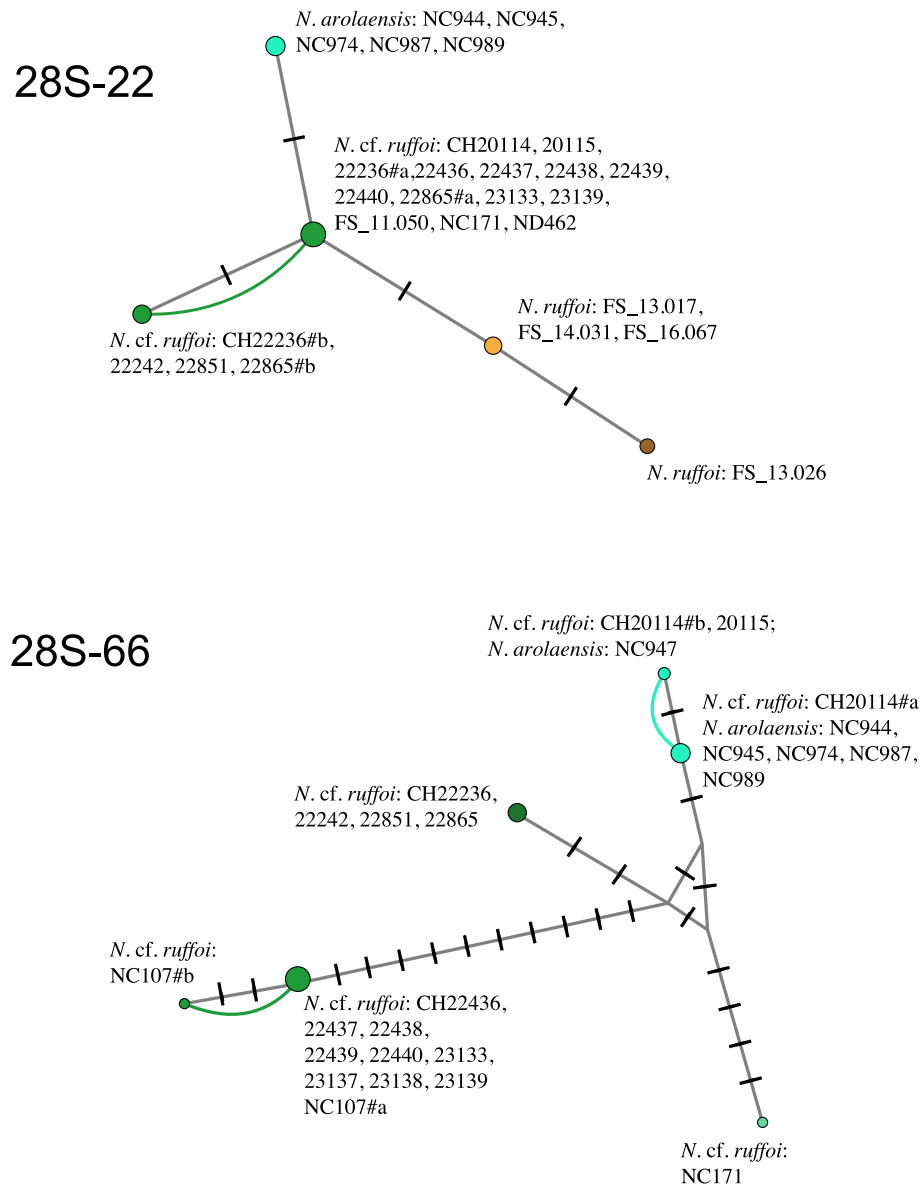 28S-22
N. arolaensis: NC944, NC945,
NC974, NC987, NC989
N. cf. ruffoi: CH20114, 20115,
22236#a,22436, 22437, 22438, 22439,
22440, 22865#a, 23133, 23139,
FS_11.050, NC171, ND462
N. ruffoi: FS_13.017,
FS_14.031, FS_16.067
N. cf. ruffoi: CH22236#b,
22242, 22851, 22865#b
N. ruffoi: FS_13.026
28S-66
N. cf. ruffoi: CH20114#b, 20115;
N. arolaensis: NC947
N. cf. ruffoi: CH20114#a
N. arolaensis: NC944,
NC945, NC974, NC987,
NC989
N. cf. ruffoi: CH22236,
22242, 22851, 22865
N. cf. ruffoi:
NC107#b
N. cf. ruffoi: CH22436,
22437, 22438,
22439, 22440, 23133,
23137, 23138, 23139
NC107#a
N. cf. ruffoi:
NC171